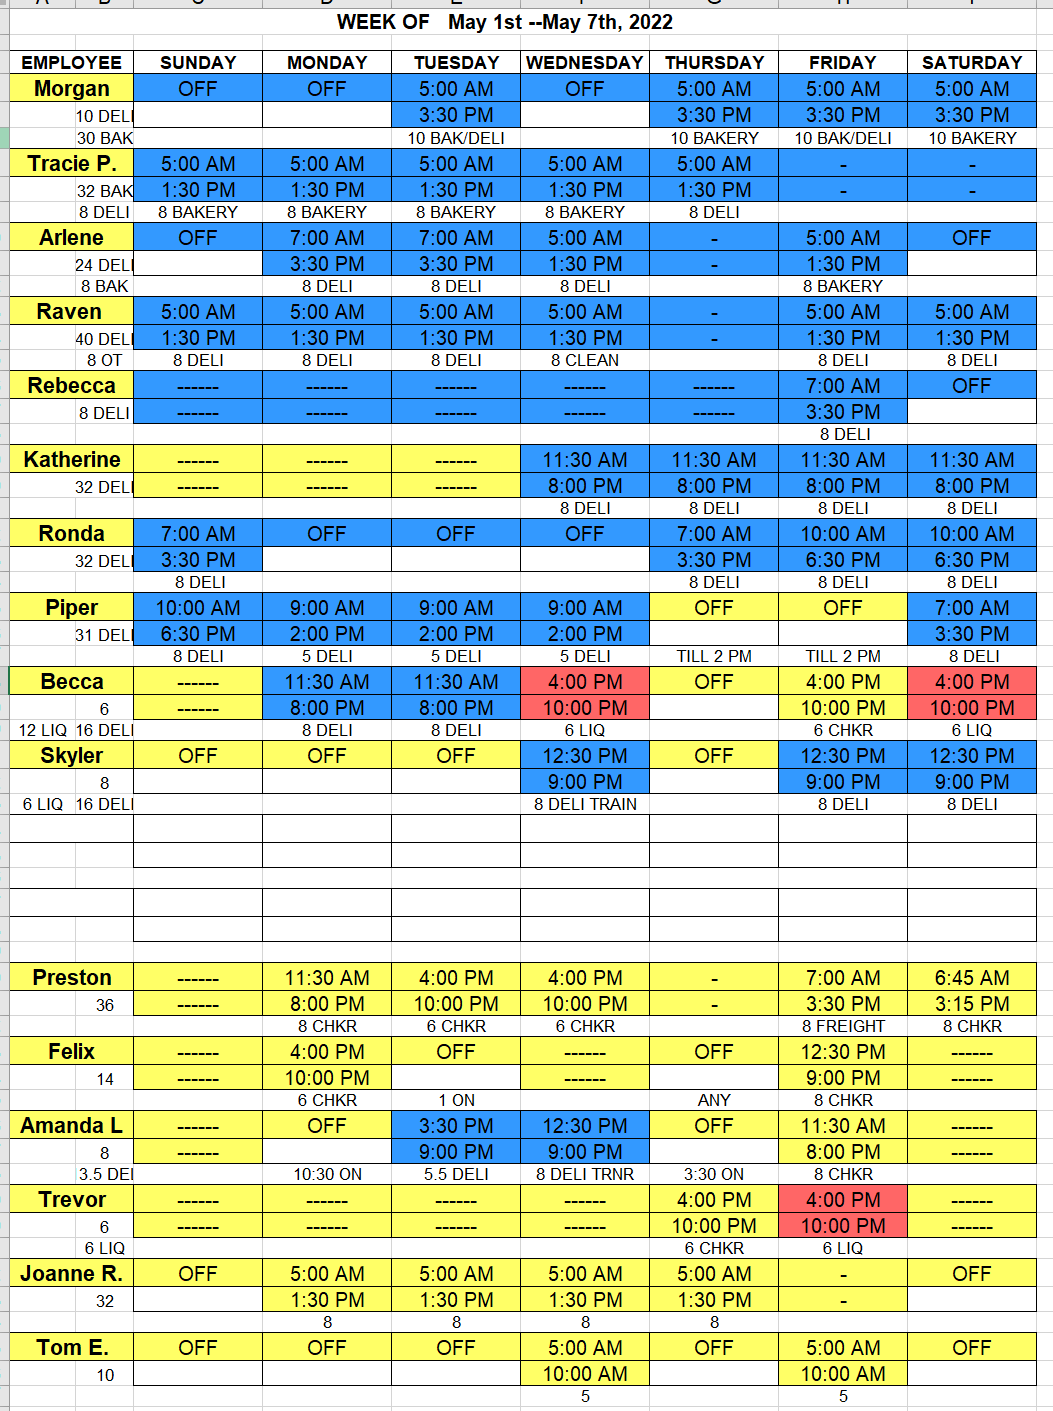 WEEK OF May 1st --May 7th, 2022
EMPLOYEE SUNDAY MONDAY TUESDAY WEDNESDAY THURSDAY FRIDAY SATURDAY
Morgan OFF OFF 5:00 AM OFF 5:00 AM 5:00 AM 5:00 AM
10 DELI 3:30 PM 3:30 PM 3:30 PM 3:30 PM
30 BAK 10 BAK/DELI 10 BAKERY 10 BAK/DELI 10 BAKERY
Tracie P. 5:00 AM 5:00 AM 5:00 AM 5:00 AM 5:00 AM - -
32 BAK 1:30 PM 1:30 PM 1:30 PM 1:30 PM 1:30 PM - -
8 DELI 8 BAKERY 8 BAKERY 8 BAKERY 8 BAKERY 8 DELI
Arlene OFF 7:00 AM 7:00 AM 5:00 AM - 5:00 AM OFF
24 DELI 3:30 PM 3:30 PM 1:30 PM - 1:30 PM
8 BAK 8 DELI 8 DELI 8 DELI 8 BAKERY
Raven 5:00 AM 5:00 AM 5:00 AM 5:00 AM - 5:00 AM 5:00 AM
40 DELI 1:30 PM 1:30 PM 1:30 PM 1:30 PM - 1:30 PM 1:30 PM
8 OT 8 DELI 8 DELI 8 DELI 8 CLEAN 8 DELI 8 DELI
Rebecca ------ ------ ------ ------ ------ 7:00 AM OFF
8 DELI ------ ------ ------ ------ ------ 3:30 PM
8 DELI
Katherine ------ ------ ------ 11:30 AM 11:30 AM 11:30 AM 11:30 AM
32 DELI ------ ------ ------ 8:00 PM 8:00 PM 8:00 PM 8:00 PM
8 DELI 8 DELI 8 DELI 8 DELI
Ronda 7:00 AM OFF OFF OFF 7:00 AM 10:00 AM 10:00 AM
32 DELI 3:30 PM 3:30 PM 6:30 PM 6:30 PM
8 DELI 8 DELI 8 DELI 8 DELI
Piper 10:00 AM 9:00 AM 9:00 AM 9:00 AM OFF OFF 7:00 AM
31 DELI 6:30 PM 2:00 PM 2:00 PM 2:00 PM 3:30 PM
8 DELI 5 DELI 5 DELI 5 DELI TILL 2 PM TILL 2 PM 8 DELI
Becca ------ 11:30 AM 11:30 AM 4:00 PM OFF 4:00 PM 4:00 PM
6 ------ 8:00 PM 8:00 PM 10:00 PM 10:00 PM 10:00 PM
12 LIQ 16 DELI 8 DELI 8 DELI 6 LIQ 6 CHKR 6 LIQ
Skyler OFF OFF OFF 12:30 PM OFF 12:30 PM 12:30 PM
8 9:00 PM 9:00 PM 9:00 PM
6 LIQ 16 DELI 8 DELI TRAIN 8 DELI 8 DELI
Preston ------ 11:30 AM 4:00 PM 4:00 PM - 7:00 AM 6:45 AM
36 ------ 8:00 PM 10:00 PM 10:00 PM - 3:30 PM 3:15 PM
8 CHKR 6 CHKR 6 CHKR 8 FREIGHT 8 CHKR
Felix ------ 4:00 PM OFF ------ OFF 12:30 PM ------
14 ------ 10:00 PM ------ 9:00 PM ------
6 CHKR 1 ON ANY 8 CHKR
Amanda L ------ OFF 3:30 PM 12:30 PM OFF 11:30 AM ------
8 ------ 9:00 PM 9:00 PM 8:00 PM ------
3.5 DEI 10:30 ON 5.5 DELI 8 DELI TRNR 3:30 ON 8 CHKR
Trevor ------ ------ ------ ------ 4:00 PM 4:00 PM ------
6 ------ ------ ------ ------ 10:00 PM 10:00 PM ------
6 LIQ 6 CHKR 6 LIQ
Joanne R. OFF 5:00 AM 5:00 AM 5:00 AM 5:00 AM - OFF
32 1:30 PM 1:30 PM 1:30 PM 1:30 PM -
8 8 8 8
Tom E. OFF OFF OFF 5:00 AM OFF 5:00 AM OFF
10 10:00 AM 10:00 AM
5 5